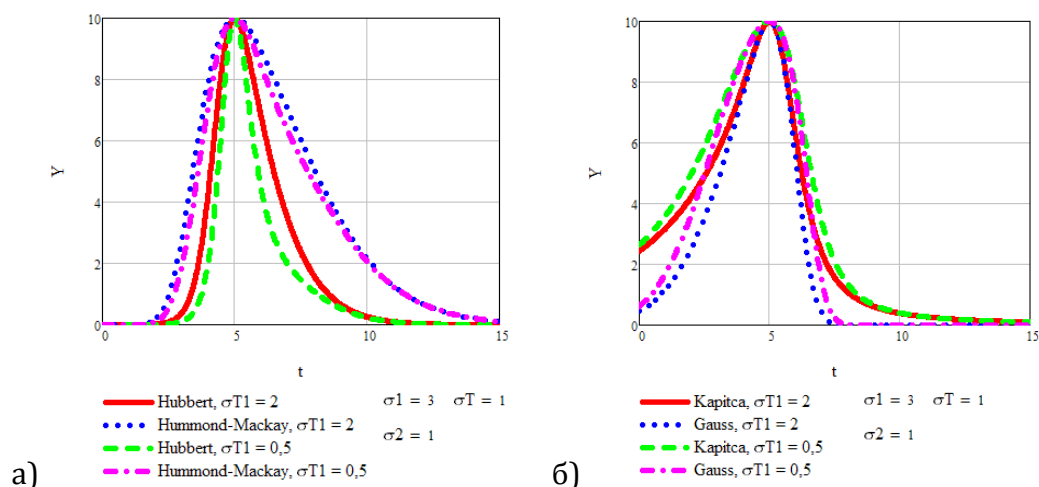 10
8
6
4
2
0
Y
0 5 10 15
t
Hubbert, σT1 = 2
Hummond-Mackay, σT1 = 2
Hubbert, σT1 = 0,5
Hummond-Mackay, σT1 = 0,5
σ1 = 3 σT = 1
σ2 = 1
а)
10
8
6
4
2
0
Y
0 5 10 15
t
Kapitca, σT1 = 2
Gauss, σT1 = 2
Kapitca, σT1 = 0,5
Gauss, σT1 = 0,5
σ1 = 3 σT = 1
σ2 = 1
б)